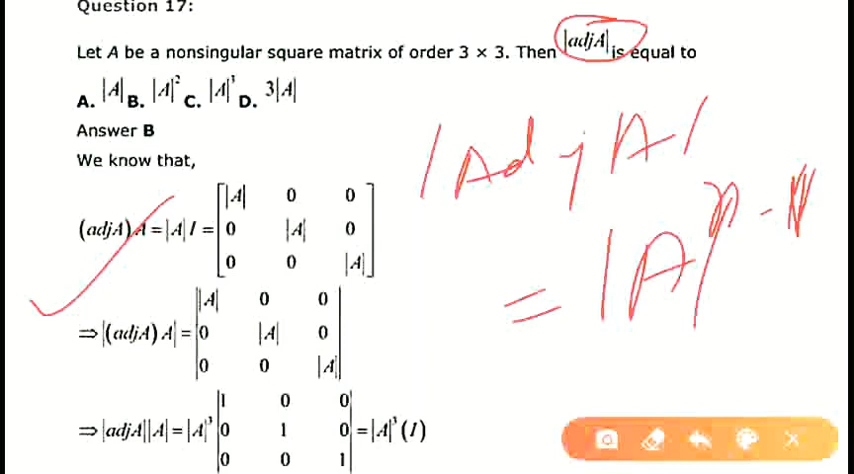 Question 17:
Let A be a nonsingular square matrix of order 3 × 3. Then |adjA| is equal to
A. |A| B. |A|² C. |A|³ D. 3|A|
Answer B
We know that,
(adjA)A = |A| I = [|A| 0 0
0 |A| 0
0 0 |A|]
⇒ |(adjA)A| = ||A| 0 0
0 |A| 0
0 0 |A||
⇒ |adjA||A| = |A|³ |1 0 0
0 1 0
0 0 1| = |A|³ (I)
|Adj A|
= |A|ⁿ⁻¹